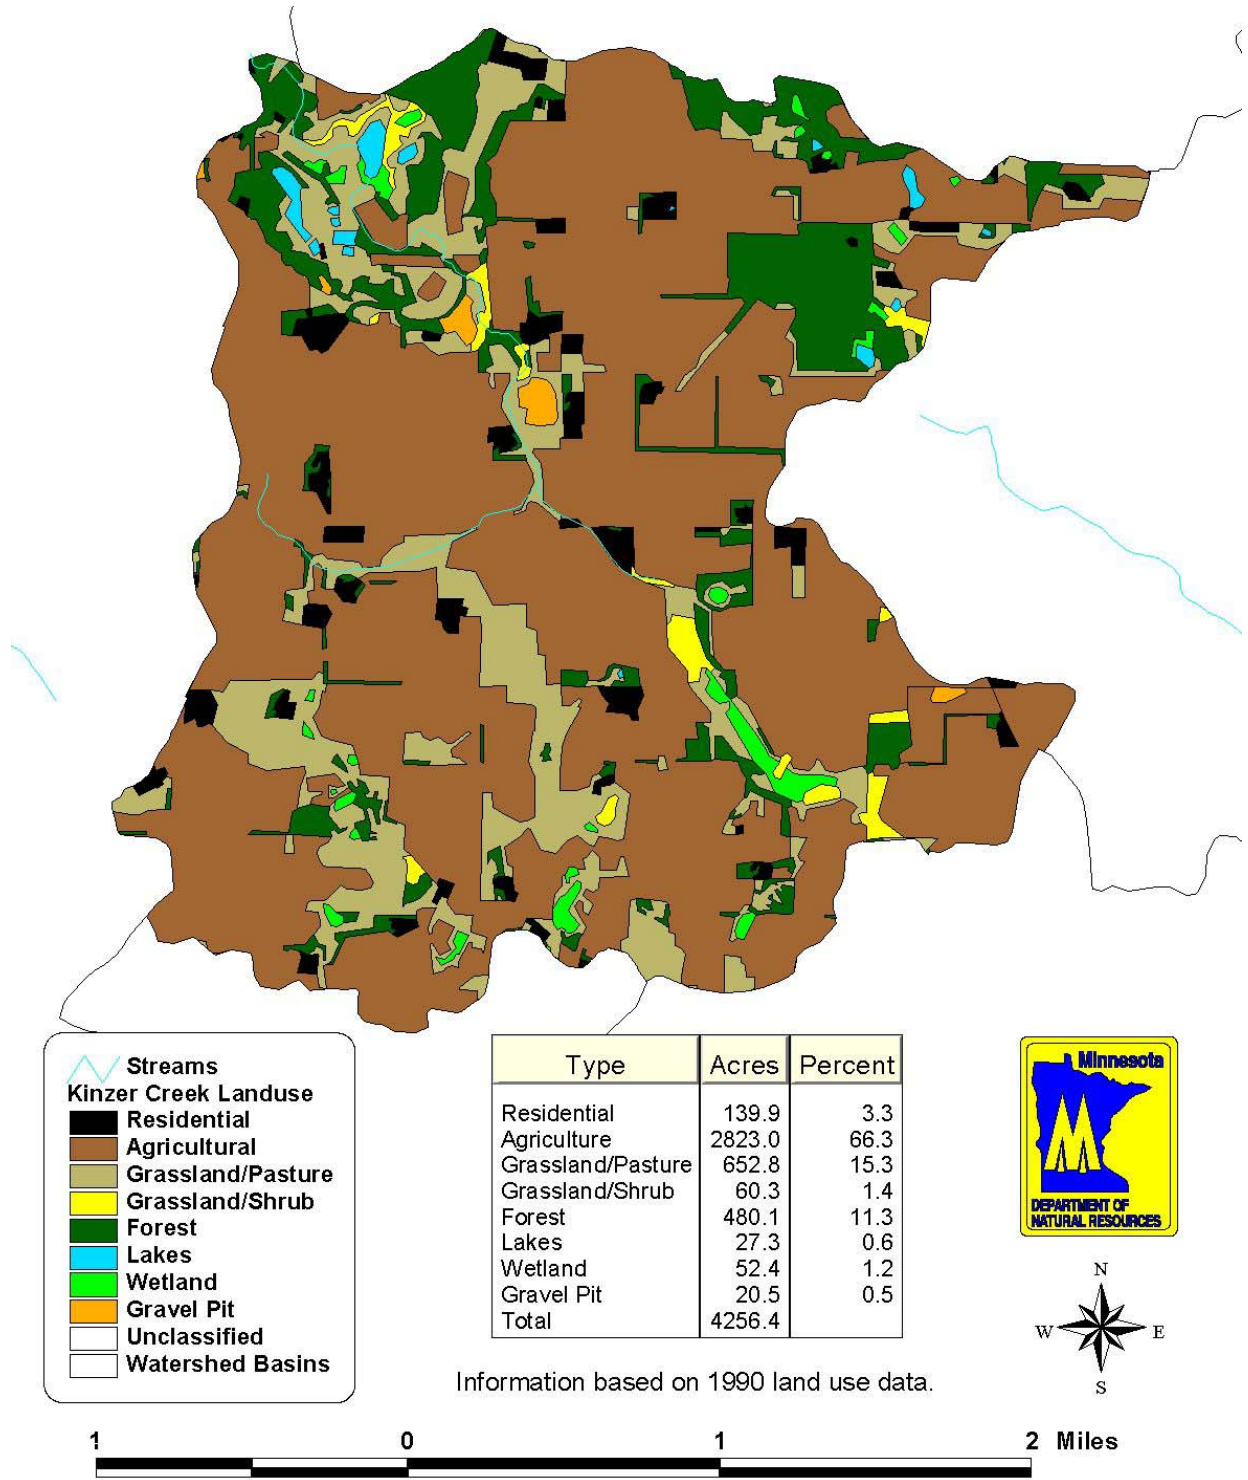 Streams
Kinzer Creek Landuse
Residential
Agricultural
Grassland/Pasture
Grassland/Shrub
Forest
Lakes
Wetland
Gravel Pit
Unclassified
Watershed Basins
Type Acres Percent
Residential 139.9 3.3
Agriculture 2823.0 66.3
Grassland/Pasture 652.8 15.3
Grassland/Shrub 60.3 1.4
Forest 480.1 11.3
Lakes 27.3 0.6
Wetland 52.4 1.2
Gravel Pit 20.5 0.5
Total 4256.4
Information based on 1990 land use data.
Minnesota
DEPARTMENT OF
NATURAL RESOURCES
N
W E
S
1 0 1 2 Miles